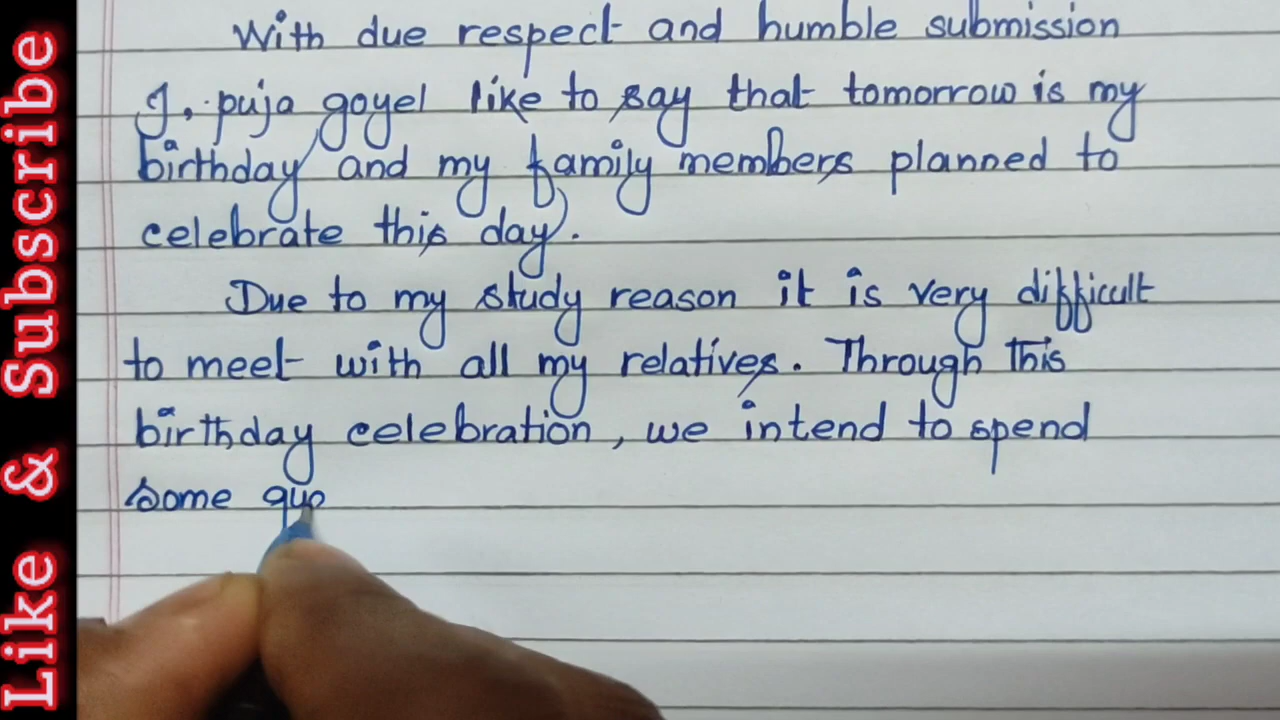 Like & Subscribe
With due respect and humble submission
I, puja goyel like to say that tomorrow is my
birthday and my family members planned to
celebrate this day.
Due to my study reason it is very difficult
to meet with all my relatives. Through this
birthday celebration, we intend to spend
some qua